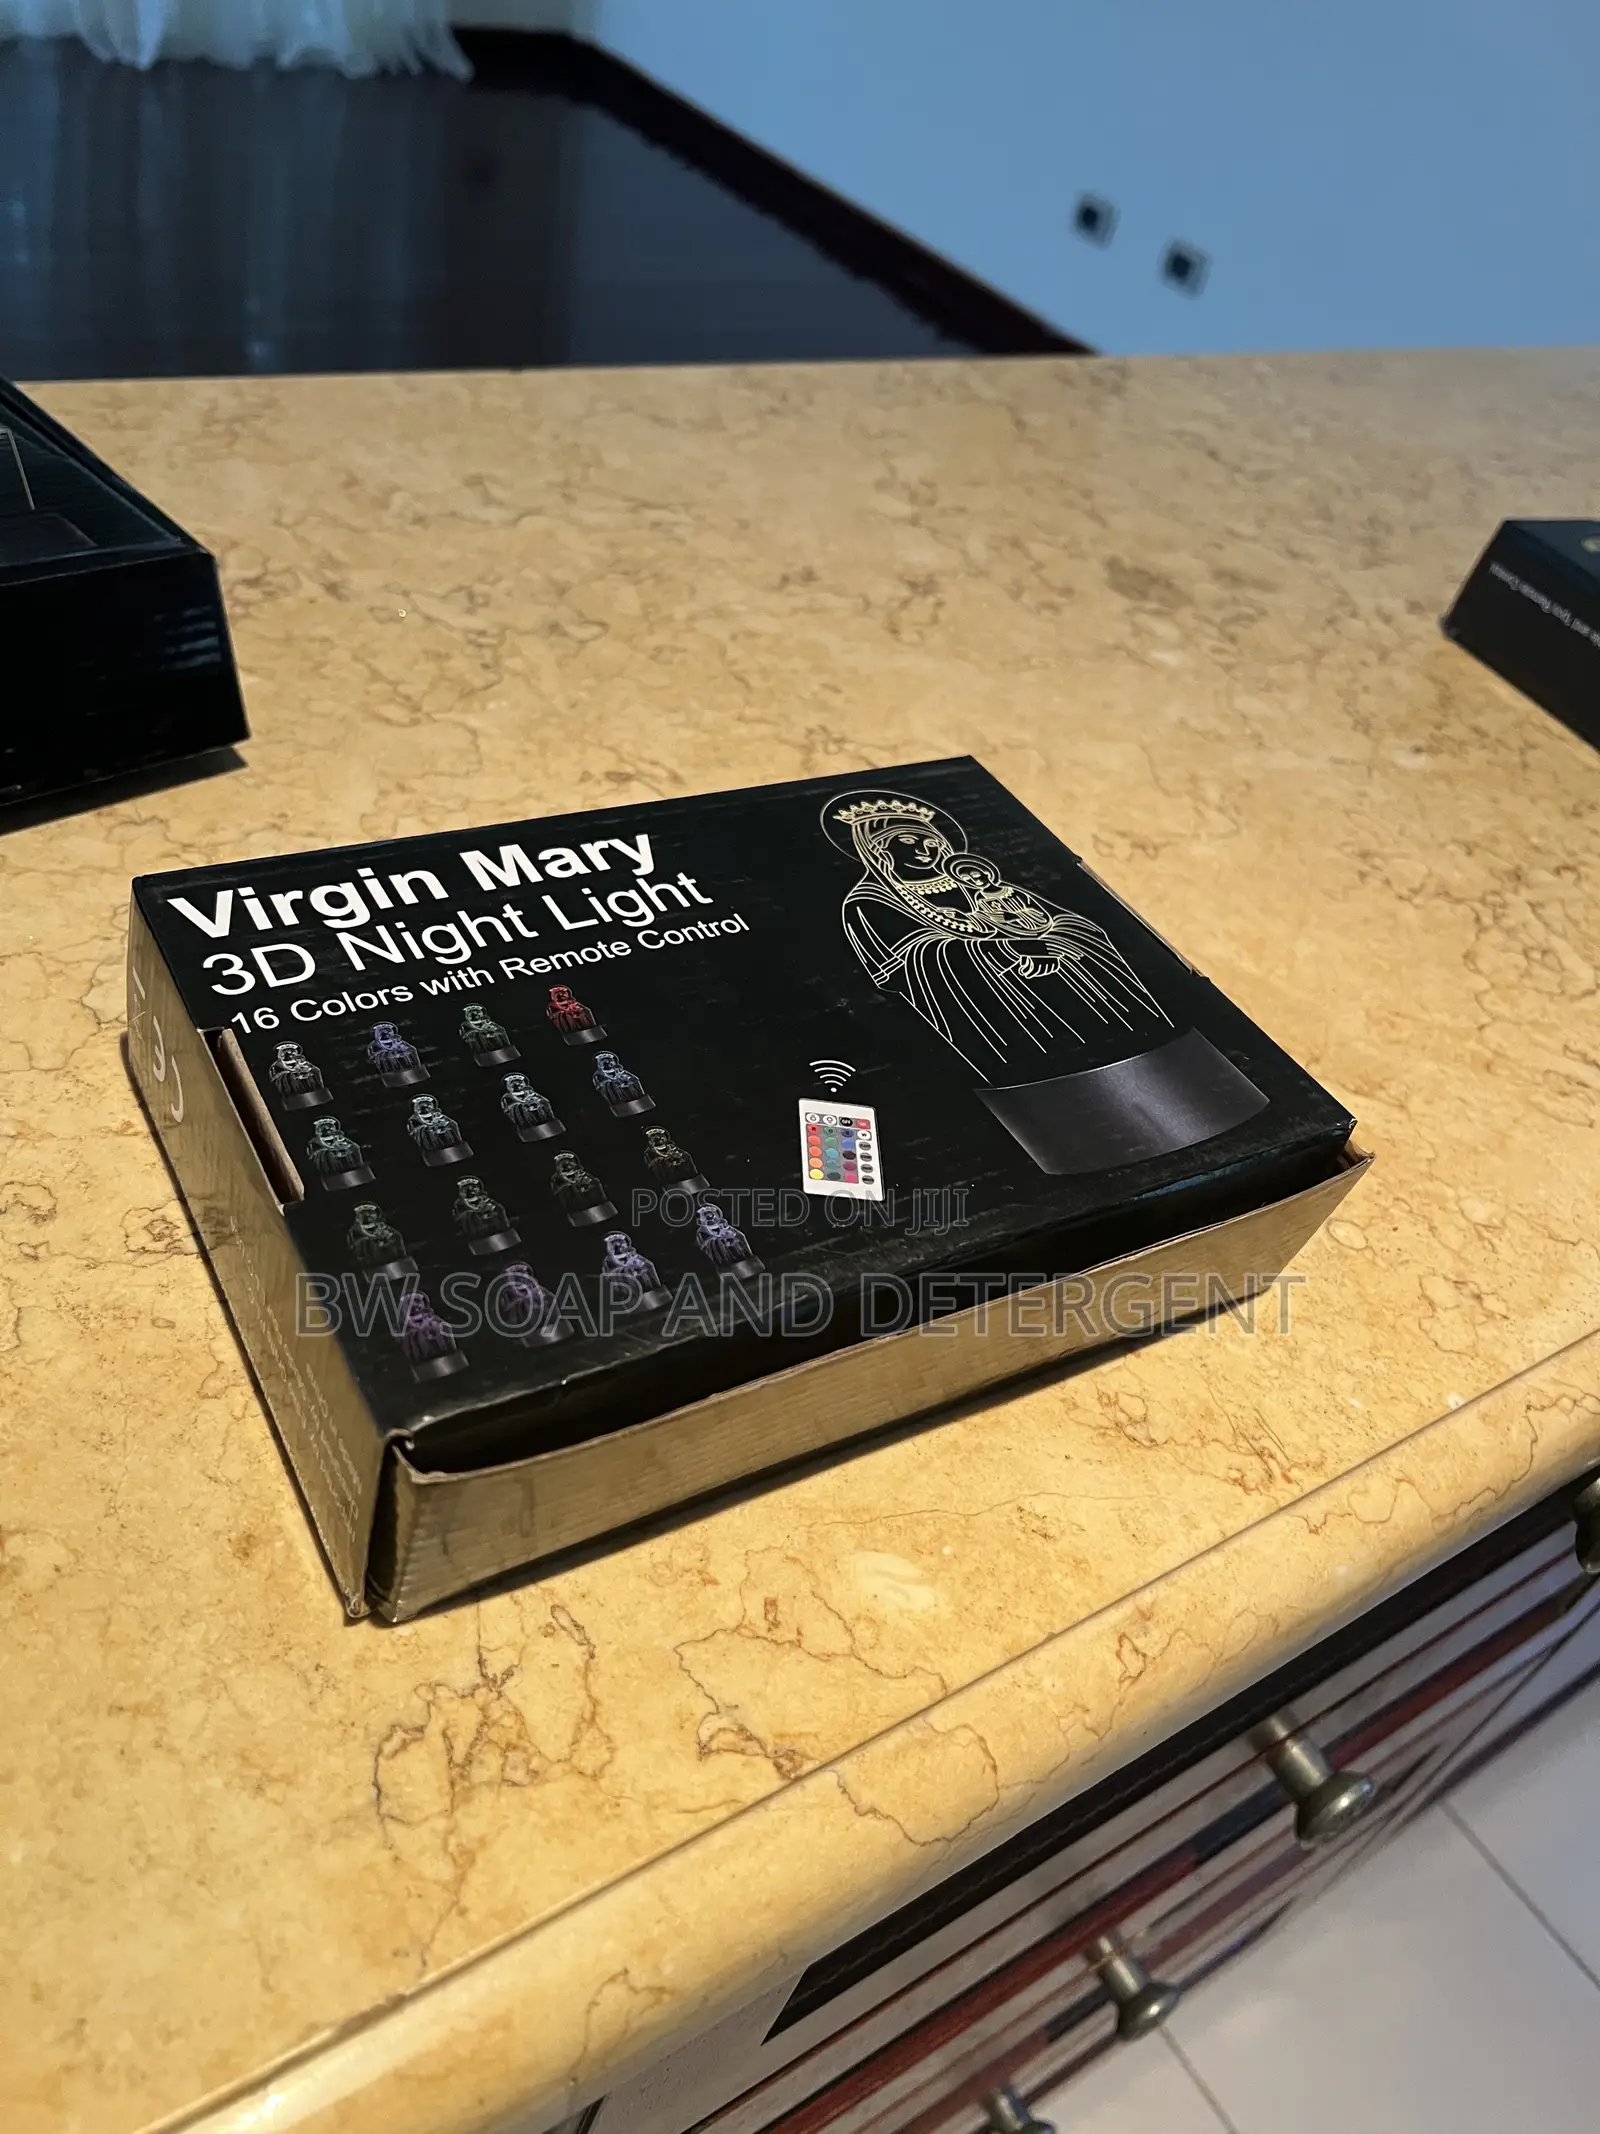 Virgin Mary
3D Night Light
16 Colors with Remote Control
POSTED ON JIJI
BW SOAP AND DETERGENT